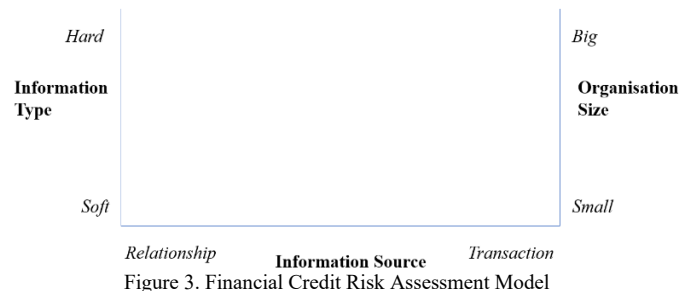 Hard
Big
Information
Type
Organisation
Size
Soft
Small
Relationship
Information Source
Transaction
Figure 3. Financial Credit Risk Assessment Model